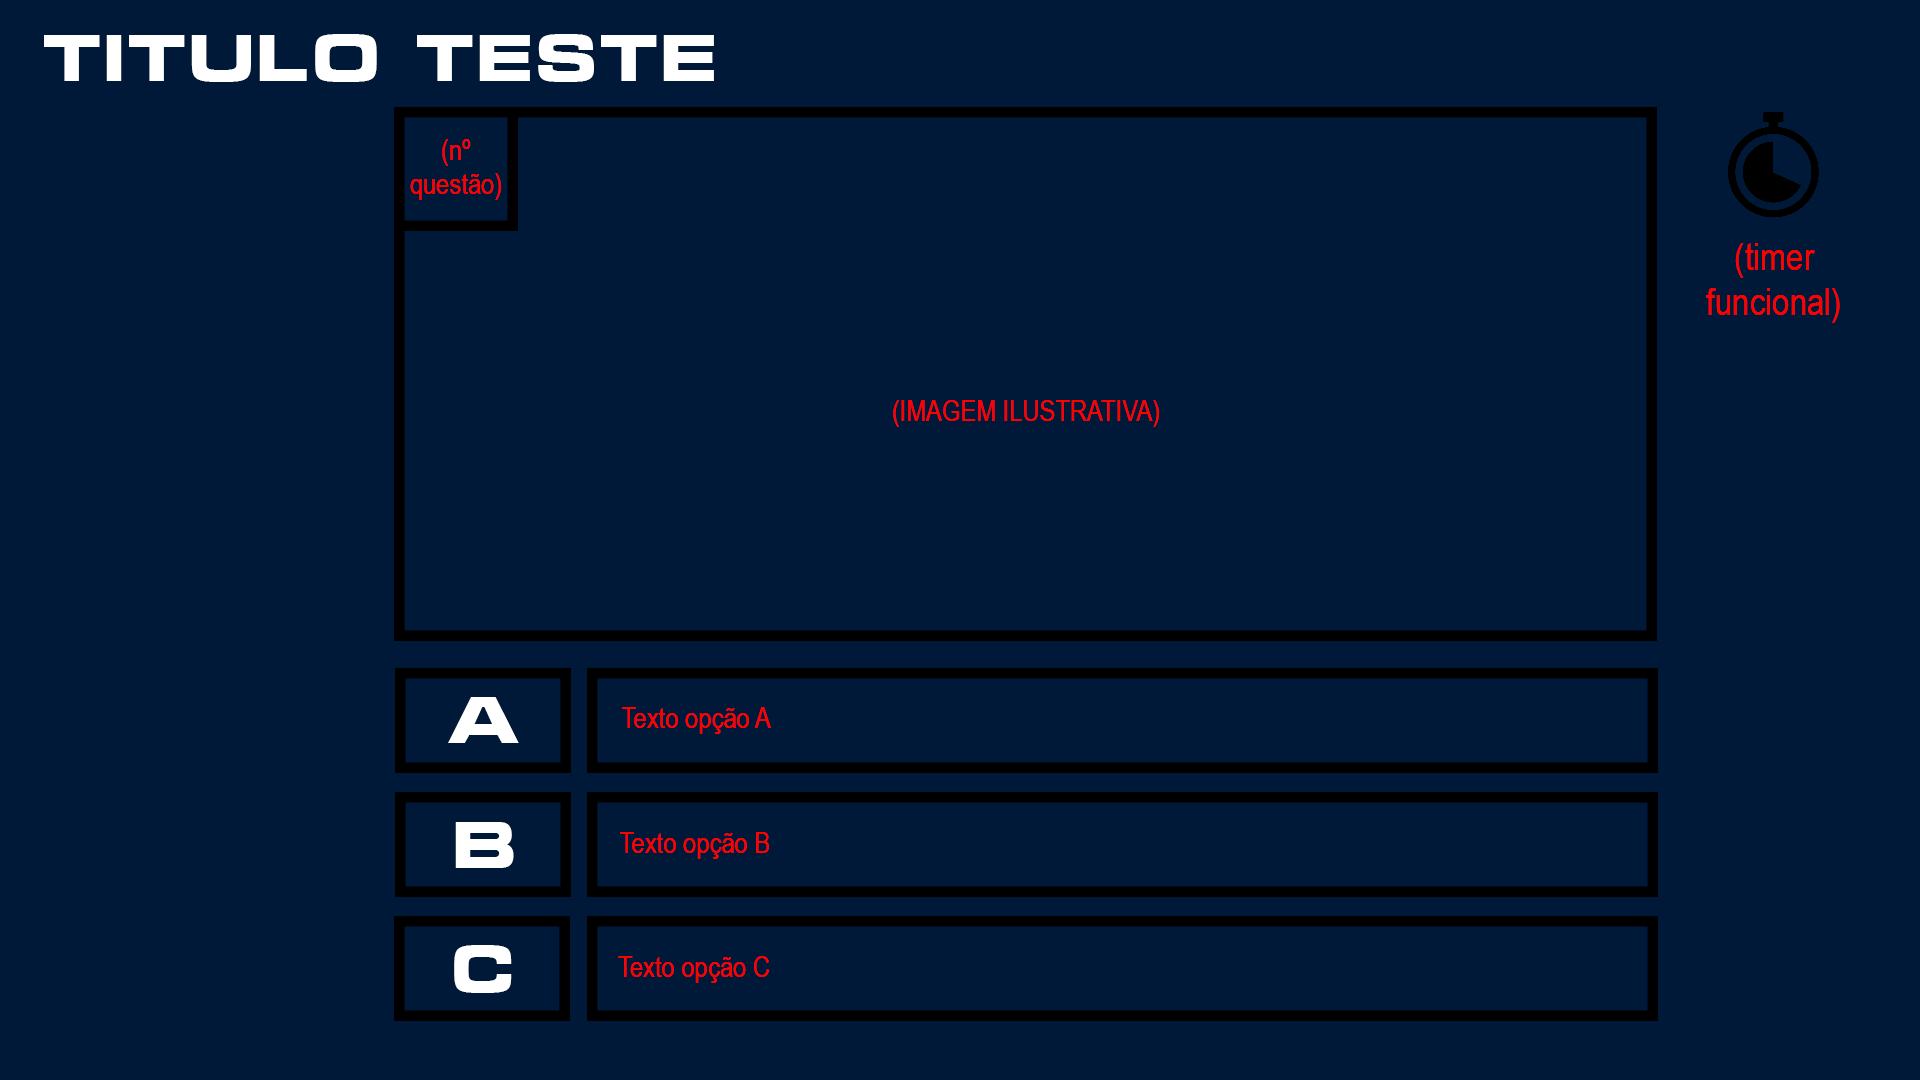 TITULO TESTE
(nº
questão)
(timer
funcional)
(IMAGEM ILUSTRATIVA)
A
Texto opção A
B
Texto opção B
C
Texto opção C